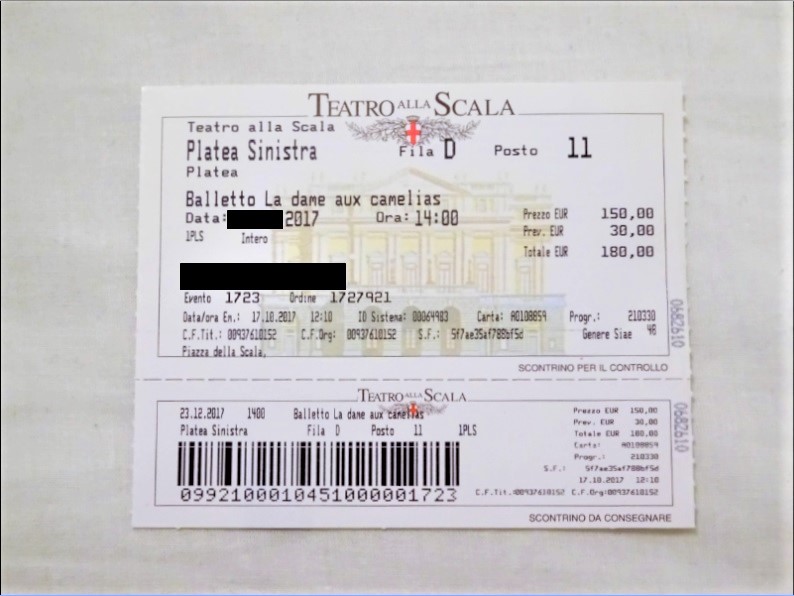 TEATRO ALLA SCALA
Teatro alla Scala
Platea Sinistra Fila D Posto 11
Platea
Balletto La dame aux camelias
Data: 2017 Ora: 14:00 Prezzo EUR 150,00
1PLS Intero Prev. EUR 30,00
Totale EUR 180,00
Evento 1723 Ordine 1727921
Data/ora Em.: 17.10.2017 12:10 ID Sistema: 00064983 Carta: A0108859 Progr.: 210330
C.F.Tit.: 00937610152 C.F.Org: 00937610152 S.F.: 5f7ae35af788bf5d Genere Siae 48
Piazza della Scala,
0682610
SCONTRINO PER IL CONTROLLO
TEATRO ALLA SCALA
23.12.2017 1400 Balletto La dame aux camelias Prezzo EUR 150,00
Platea Sinistra Fila D Posto 11 1PLS Prev. EUR 30,00
Totale EUR 180,00
Carta: A0108859
Progr.: 210330
S.F.: 5f7ae35af788bf5d
17.10.2017 12:10
C.F.Tit.:00937610152 C.F.Org:00937610152
0992100010451000001723
0682610
SCONTRINO DA CONSEGNARE